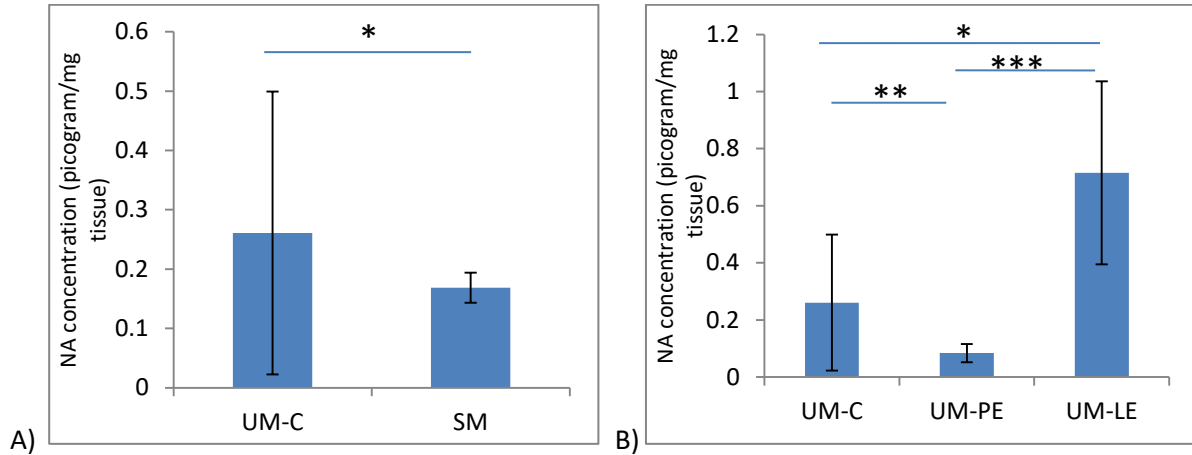 NA concentration (picogram/mg
tissue)
0.6
0.5
0.4
0.3
0.2
0.1
0
*
UM-C SM
A)
NA concentration (picogram/mg
tissue)
1.2
1
0.8
0.6
0.4
0.2
0
*
**
***
UM-C UM-PE UM-LE
B)